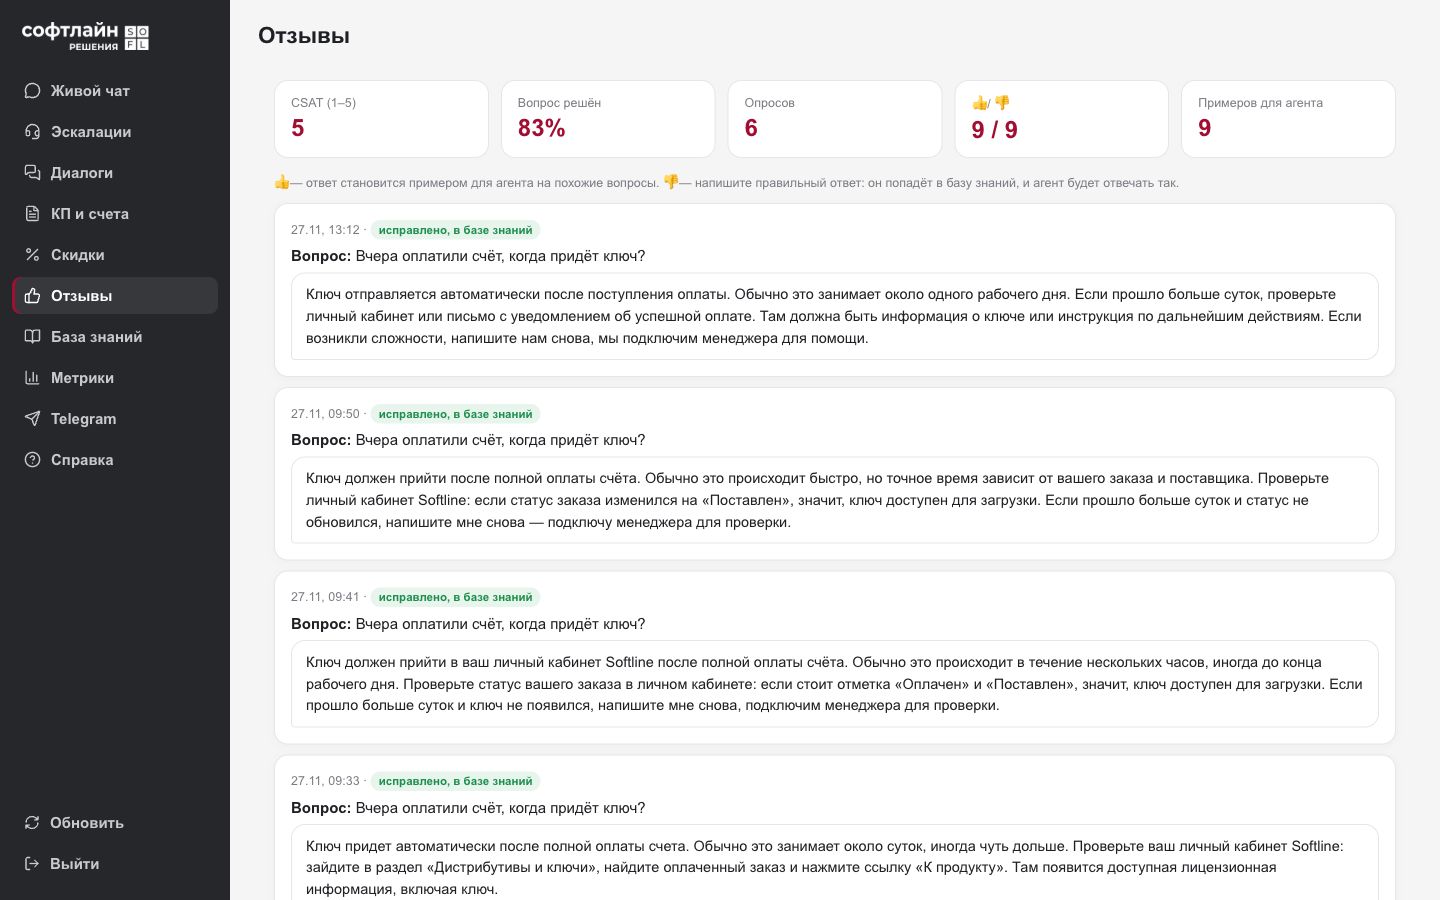 софтлайн
SO
FL
РЕШЕНИЯ
Живой чат
Эскалации
Диалоги
КП и счета
Скидки
Отзывы
База знаний
Метрики
Telegram
Справка
Обновить
Выйти
Отзывы
CSAT (1–5)
5
Вопрос решён
83%
Опросов
6
👍/ 👎
9 / 9
Примеров для агента
9
👍— ответ становится примером для агента на похожие вопросы. 👎— напишите правильный ответ: он попадёт в базу знаний, и агент будет отвечать так.
27.11, 13:12 · исправлено, в базе знаний
Вопрос: Вчера оплатили счёт, когда придёт ключ?
Ключ отправляется автоматически после поступления оплаты. Обычно это занимает около одного рабочего дня. Если прошло больше суток, проверьте
личный кабинет или письмо с уведомлением об успешной оплате. Там должна быть информация о ключе или инструкция по дальнейшим действиям. Если
возникли сложности, напишите нам снова, мы подключим менеджера для помощи.
27.11, 09:50 · исправлено, в базе знаний
Вопрос: Вчера оплатили счёт, когда придёт ключ?
Ключ должен прийти после полной оплаты счёта. Обычно это происходит быстро, но точное время зависит от вашего заказа и поставщика. Проверьте
личный кабинет Softline: если статус заказа изменился на «Поставлен», значит, ключ доступен для загрузки. Если прошло больше суток и статус не
обновился, напишите мне снова — подключу менеджера для проверки.
27.11, 09:41 · исправлено, в базе знаний
Вопрос: Вчера оплатили счёт, когда придёт ключ?
Ключ должен прийти в ваш личный кабинет Softline после полной оплаты счёта. Обычно это происходит в течение нескольких часов, иногда до конца
рабочего дня. Проверьте статус вашего заказа в личном кабинете: если стоит отметка «Оплачен» и «Поставлен», значит, ключ доступен для загрузки. Если
прошло больше суток и ключ не появился, напишите мне снова, подключим менеджера для проверки.
27.11, 09:33 · исправлено, в базе знаний
Вопрос: Вчера оплатили счёт, когда придёт ключ?
Ключ придет автоматически после полной оплаты счета. Обычно это занимает около суток, иногда чуть дольше. Проверьте ваш личный кабинет Softline:
зайдите в раздел «Дистрибутивы и ключи», найдите оплаченный заказ и нажмите ссылку «К продукту». Там появится доступная лицензионная
информация, включая ключ.